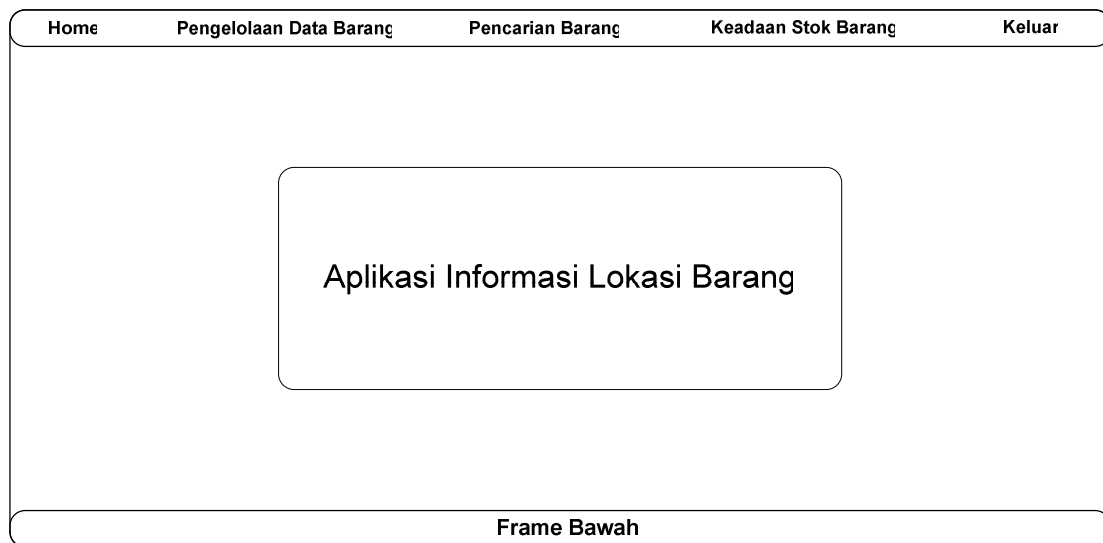 Home Pengelolaan Data Barang Pencarian Barang Keadaan Stok Barang Keluar
Aplikasi Informasi Lokasi Barang
Frame Bawah